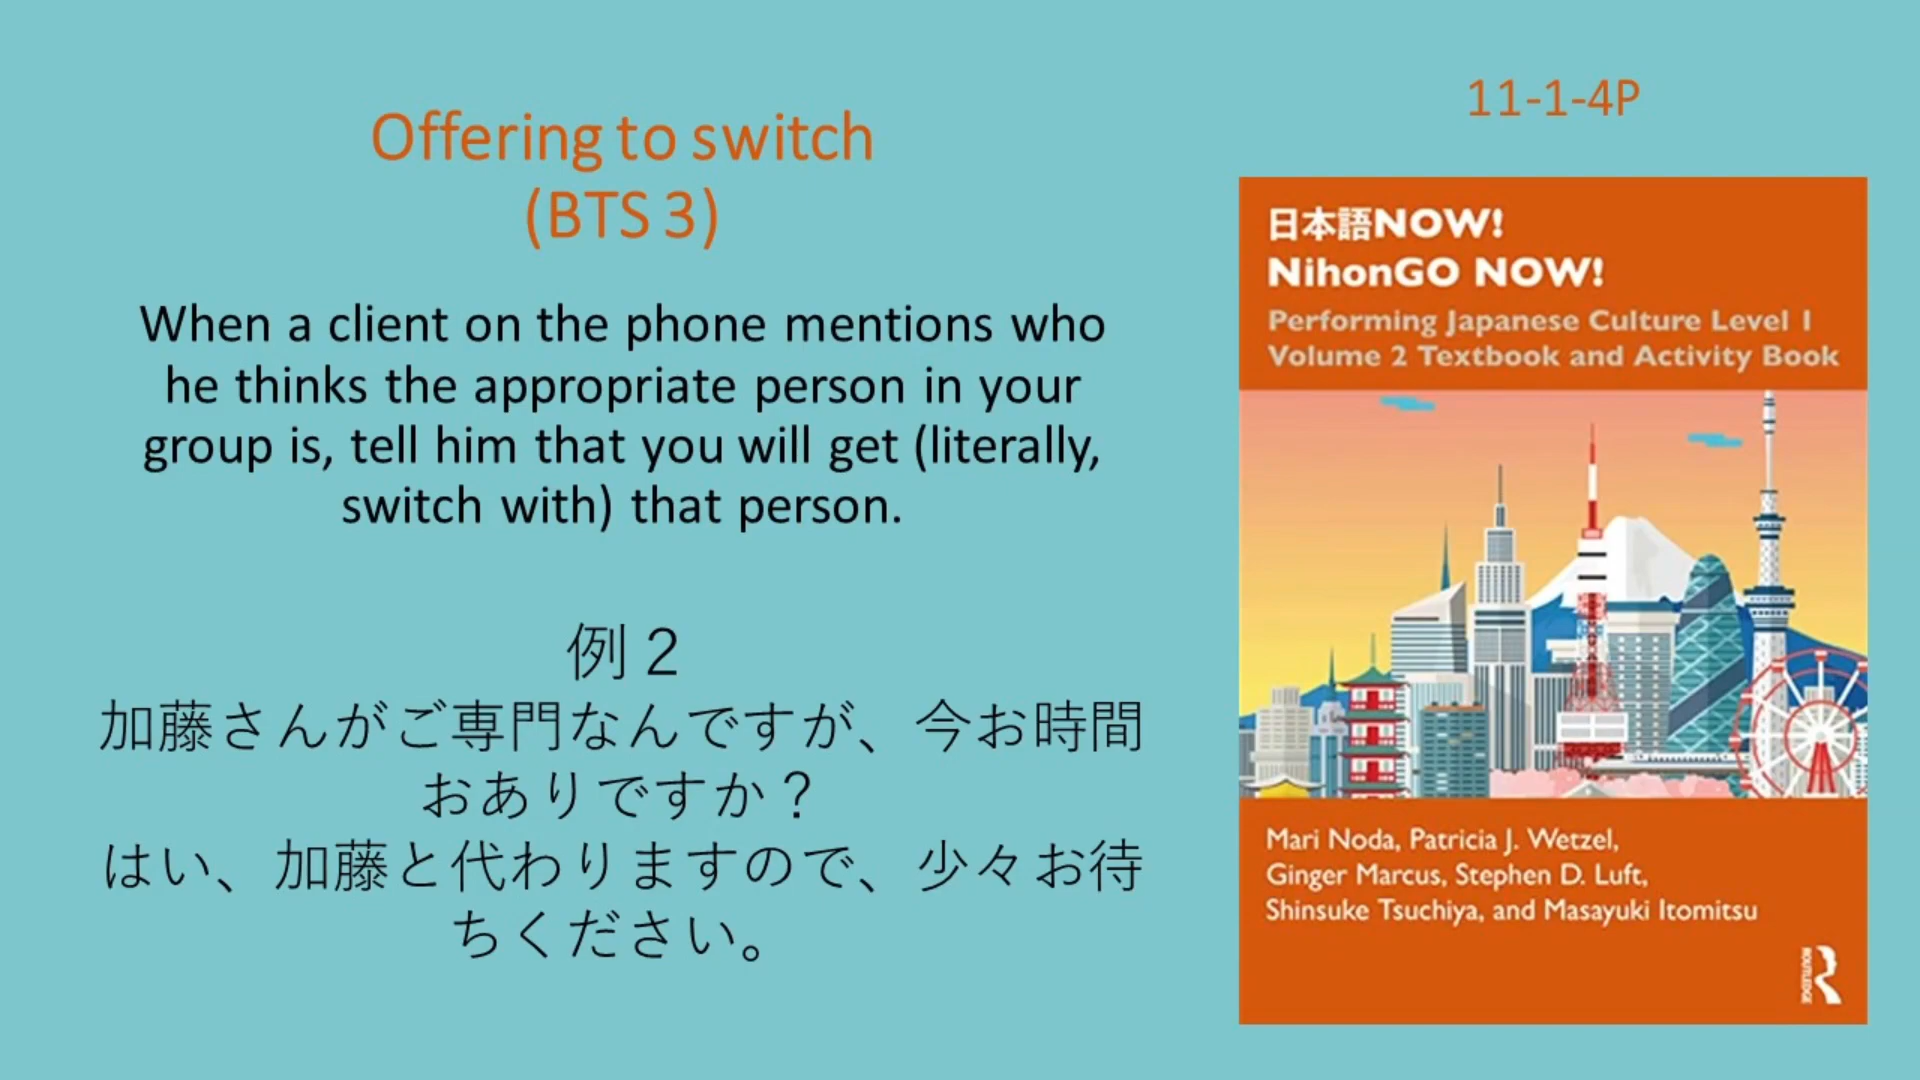 11-1-4P
Offering to switch
(BTS 3)
When a client on the phone mentions who
he thinks the appropriate person in your
group is, tell him that you will get (literally,
switch with) that person.
例２
加藤さんがご専門なんですが、今お時間
おありですか？
はい、加藤と代わりますので、少々お待
ちください。
日本語NOW!
NihonGO NOW!
Performing Japanese Culture Level 1
Volume 2 Textbook and Activity Book
Mari Noda, Patricia J. Wetzel,
Ginger Marcus, Stephen D. Luft,
Shinsuke Tsuchiya, and Masayuki Itomitsu
ROUTLEDGE